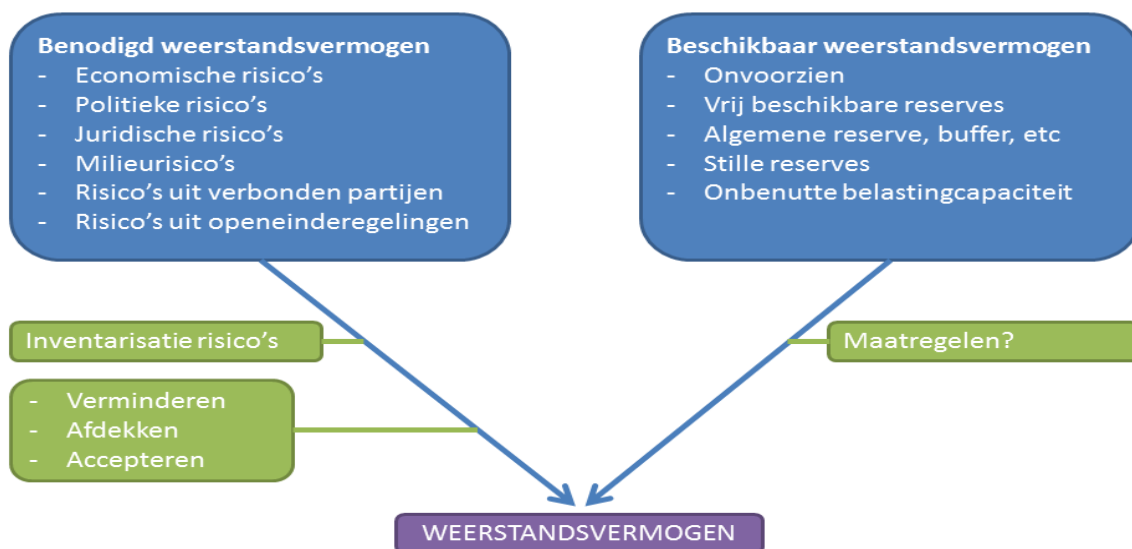 Benodigd weerstandsvermogen
- Economische risico's
- Politieke risico's
- Juridische risico's
- Milieurisico's
- Risico's uit verbonden partijen
- Risico's uit openeinderegelingen
Beschikbaar weerstandsvermogen
- Onvoorzien
- Vrij beschikbare reserves
- Algemene reserve, buffer, etc
- Stille reserves
- Onbenutte belastingcapaciteit
Inventarisatie risico's
Maatregelen?
- Verminderen
- Afdekken
- Accepteren
WEERSTANDSVERMOGEN